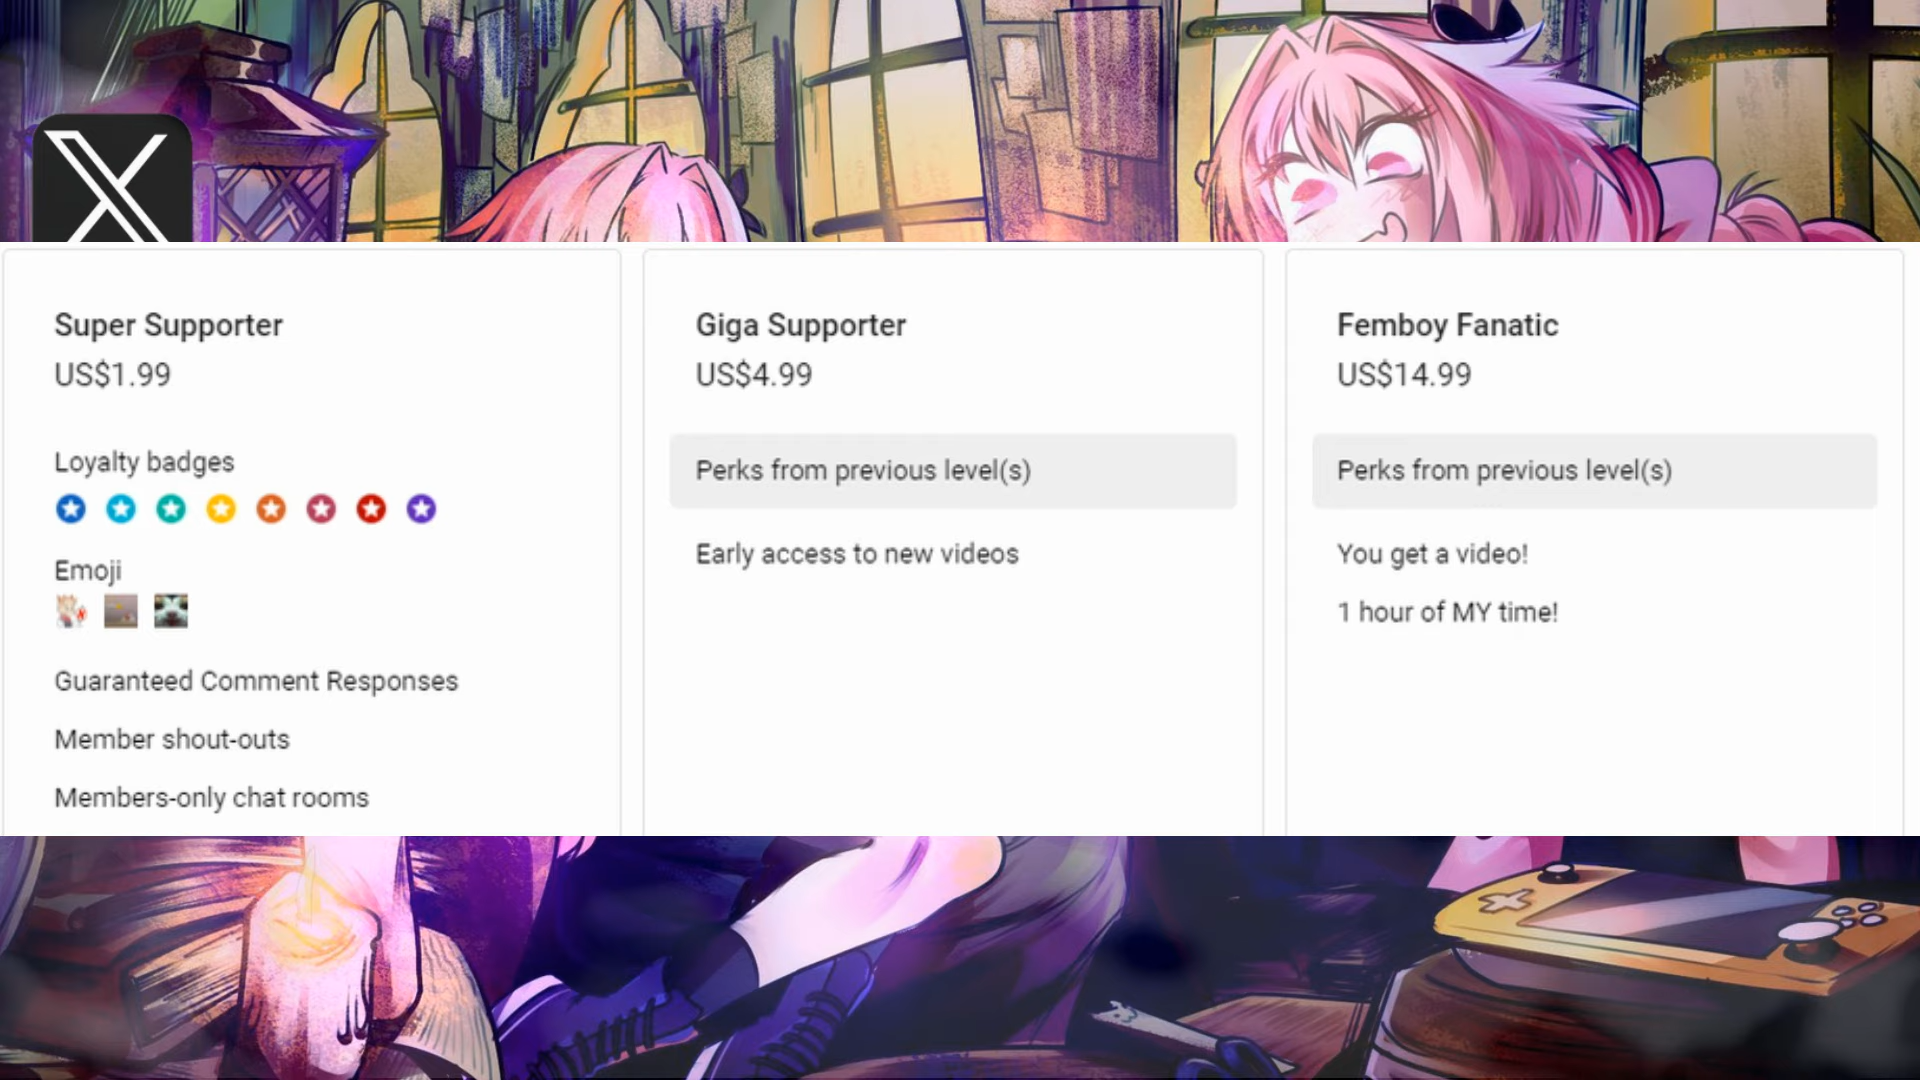 Super Supporter
US$1.99
Loyalty badges
Emoji
Guaranteed Comment Responses
Member shout-outs
Members-only chat rooms
Giga Supporter
US$4.99
Perks from previous level(s)
Early access to new videos
Femboy Fanatic
US$14.99
Perks from previous level(s)
You get a video!
1 hour of MY time!